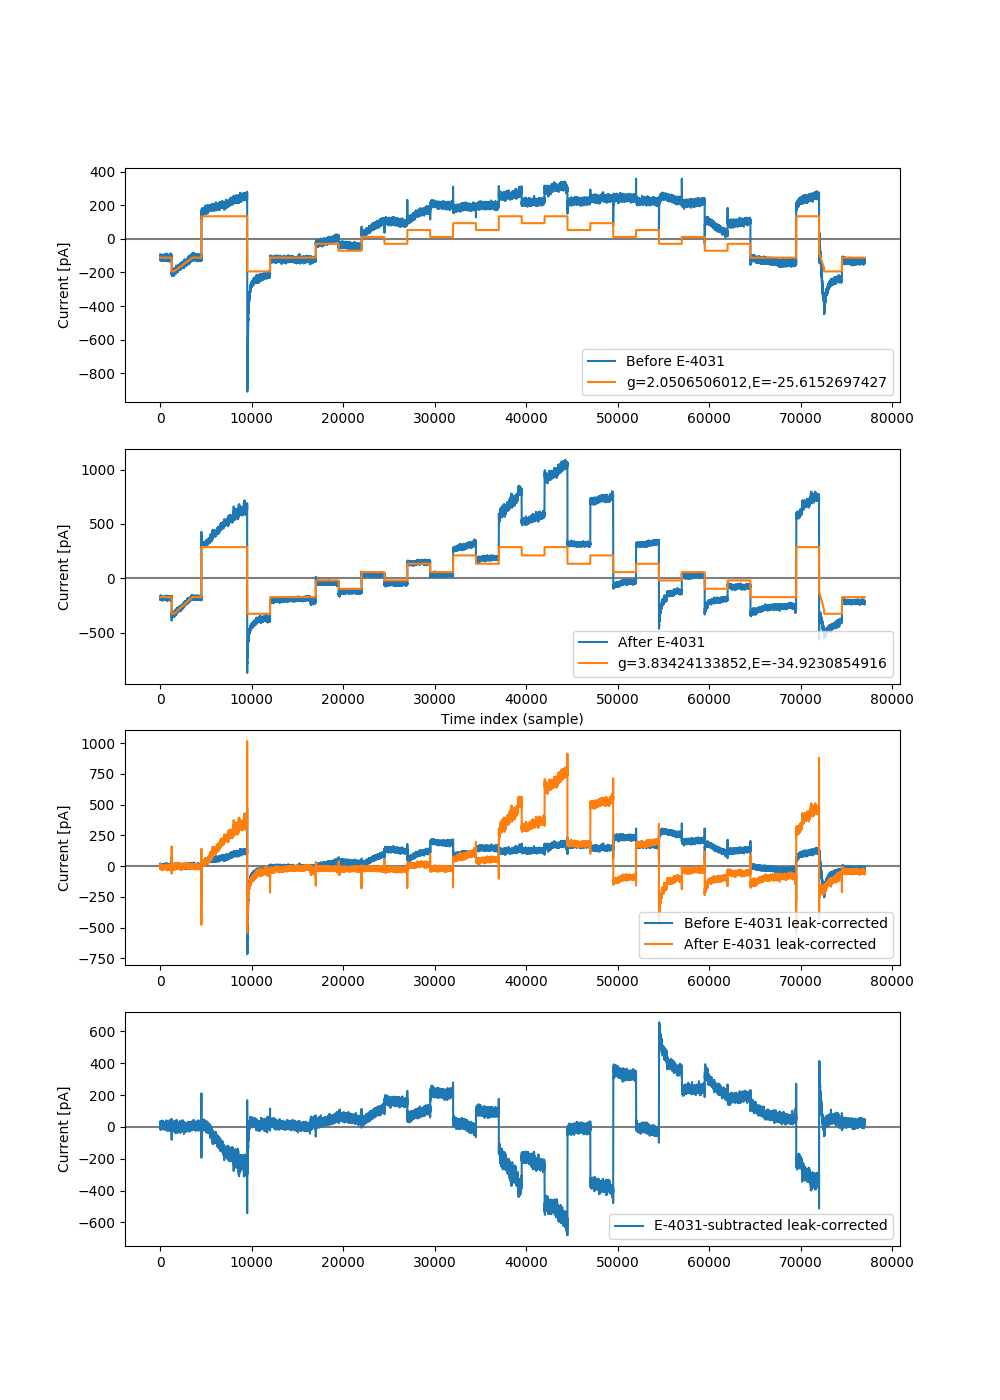 400
200
0
−200
−400
−600
−800
Current [pA]
Before E-4031
g=2.0506506012,E=-25.6152697427
0 10000 20000 30000 40000 50000 60000 70000 80000
1000
500
0
−500
Current [pA]
After E-4031
g=3.83424133852,E=-34.9230854916
0 10000 20000 30000 40000 50000 60000 70000 80000
Time index (sample)
1000
750
500
250
0
−250
−500
−750
Current [pA]
Before E-4031 leak-corrected
After E-4031 leak-corrected
0 10000 20000 30000 40000 50000 60000 70000 80000
600
400
200
0
−200
−400
−600
Current [pA]
E-4031-subtracted leak-corrected
0 10000 20000 30000 40000 50000 60000 70000 80000